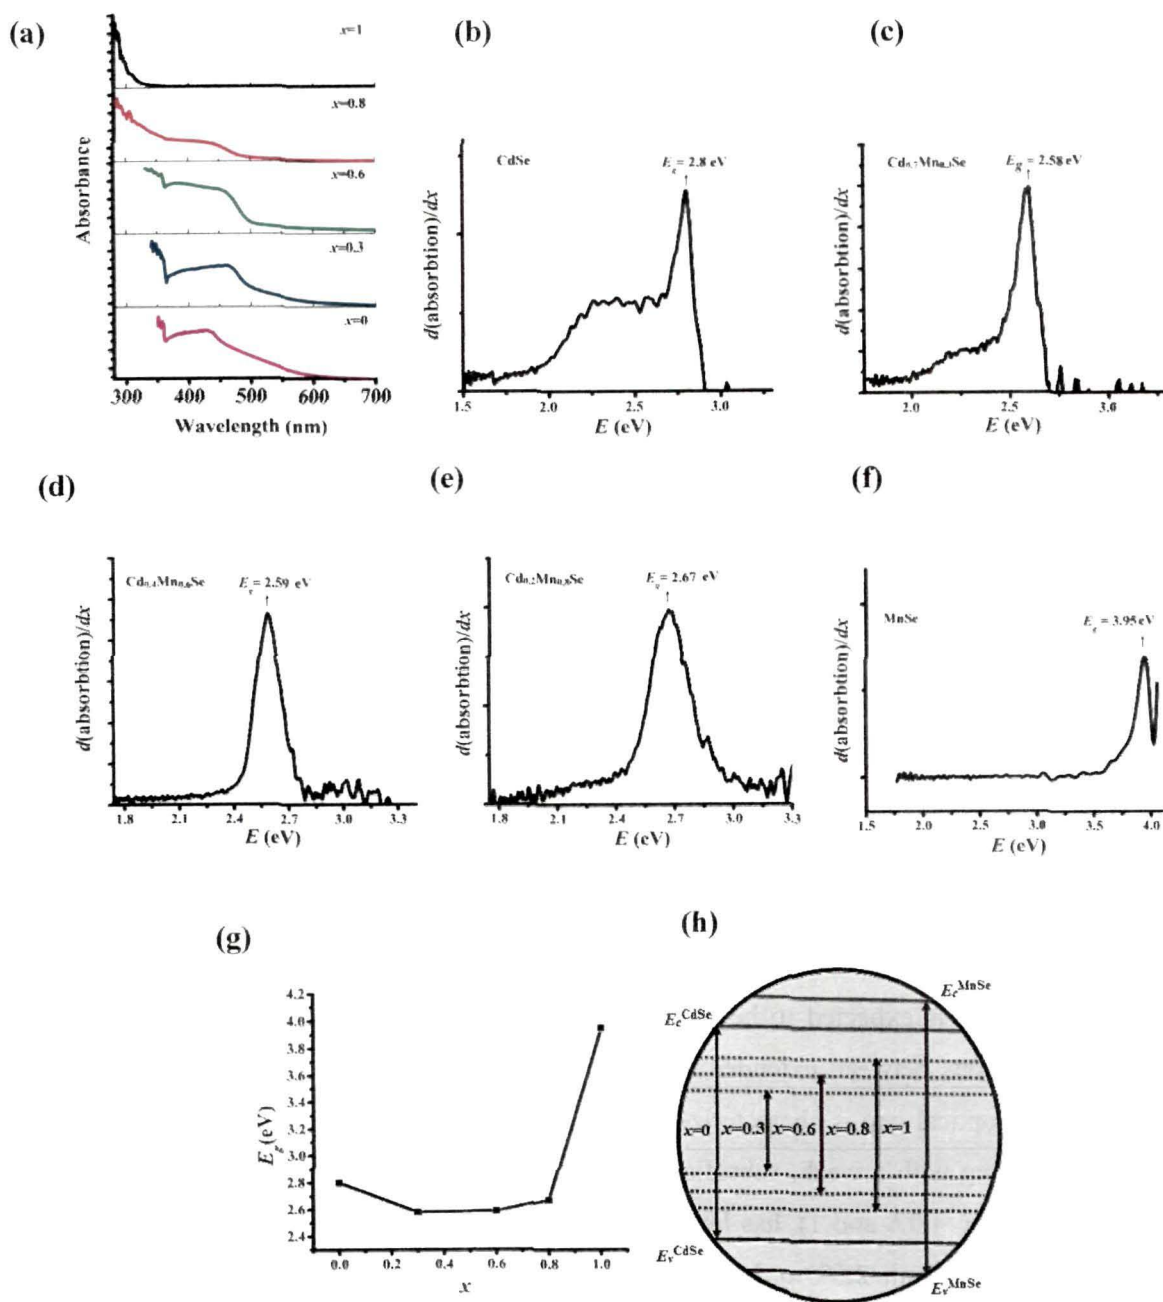 (a)
x=1
x=0.8
x=0.6
x=0.3
x=0
Absorbance
300 400 500 600 700
Wavelength (nm)
(b)
CdSe
E_g = 2.8 eV
d(absorbtion)/dx
1.5 2.0 2.5 3.0
E (eV)
(c)
Cd₀.₇Mn₀.₃Se
Eg = 2.58 eV
d(absorbtion)/dx
2.0 2.5 3.0
E (eV)
(d)
Cd₀.₄Mn₀.₆Se
E_g = 2.59 eV
d(absorbtion)/dx
1.8 2.1 2.4 2.7 3.0 3.3
E (eV)
(e)
Cd₀.₂Mn₀.₈Se
E_g = 2.67 eV
d(absorbtion)/dx
1.8 2.1 2.4 2.7 3.0 3.3
E (eV)
(f)
MnSe
E_g = 3.95 eV
d(absorbtion)/dx
1.5 2.0 2.5 3.0 3.5 4.0
E (eV)
(g)
4.2
4.0
3.8
3.6
3.4
3.2
3.0
2.8
2.6
2.4
E_g (eV)
0.0 0.2 0.4 0.6 0.8 1.0
x
(h)
E_c^MnSe
E_c^CdSe
x=0 x=0.3 x=0.6 x=0.8 x=1
E_v^CdSe
E_v^MnSe